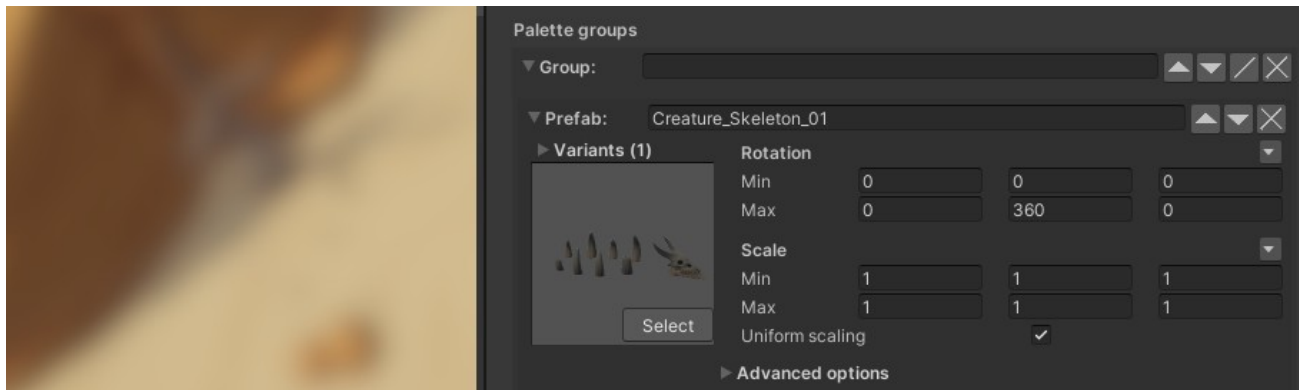 Palette groups
Group:
Prefab: Creature_Skeleton_01
Variants (1)
Rotation
Min 0 0 0
Max 0 360 0
Scale
Min 1 1 1
Max 1 1 1
Select
Uniform scaling
Advanced options